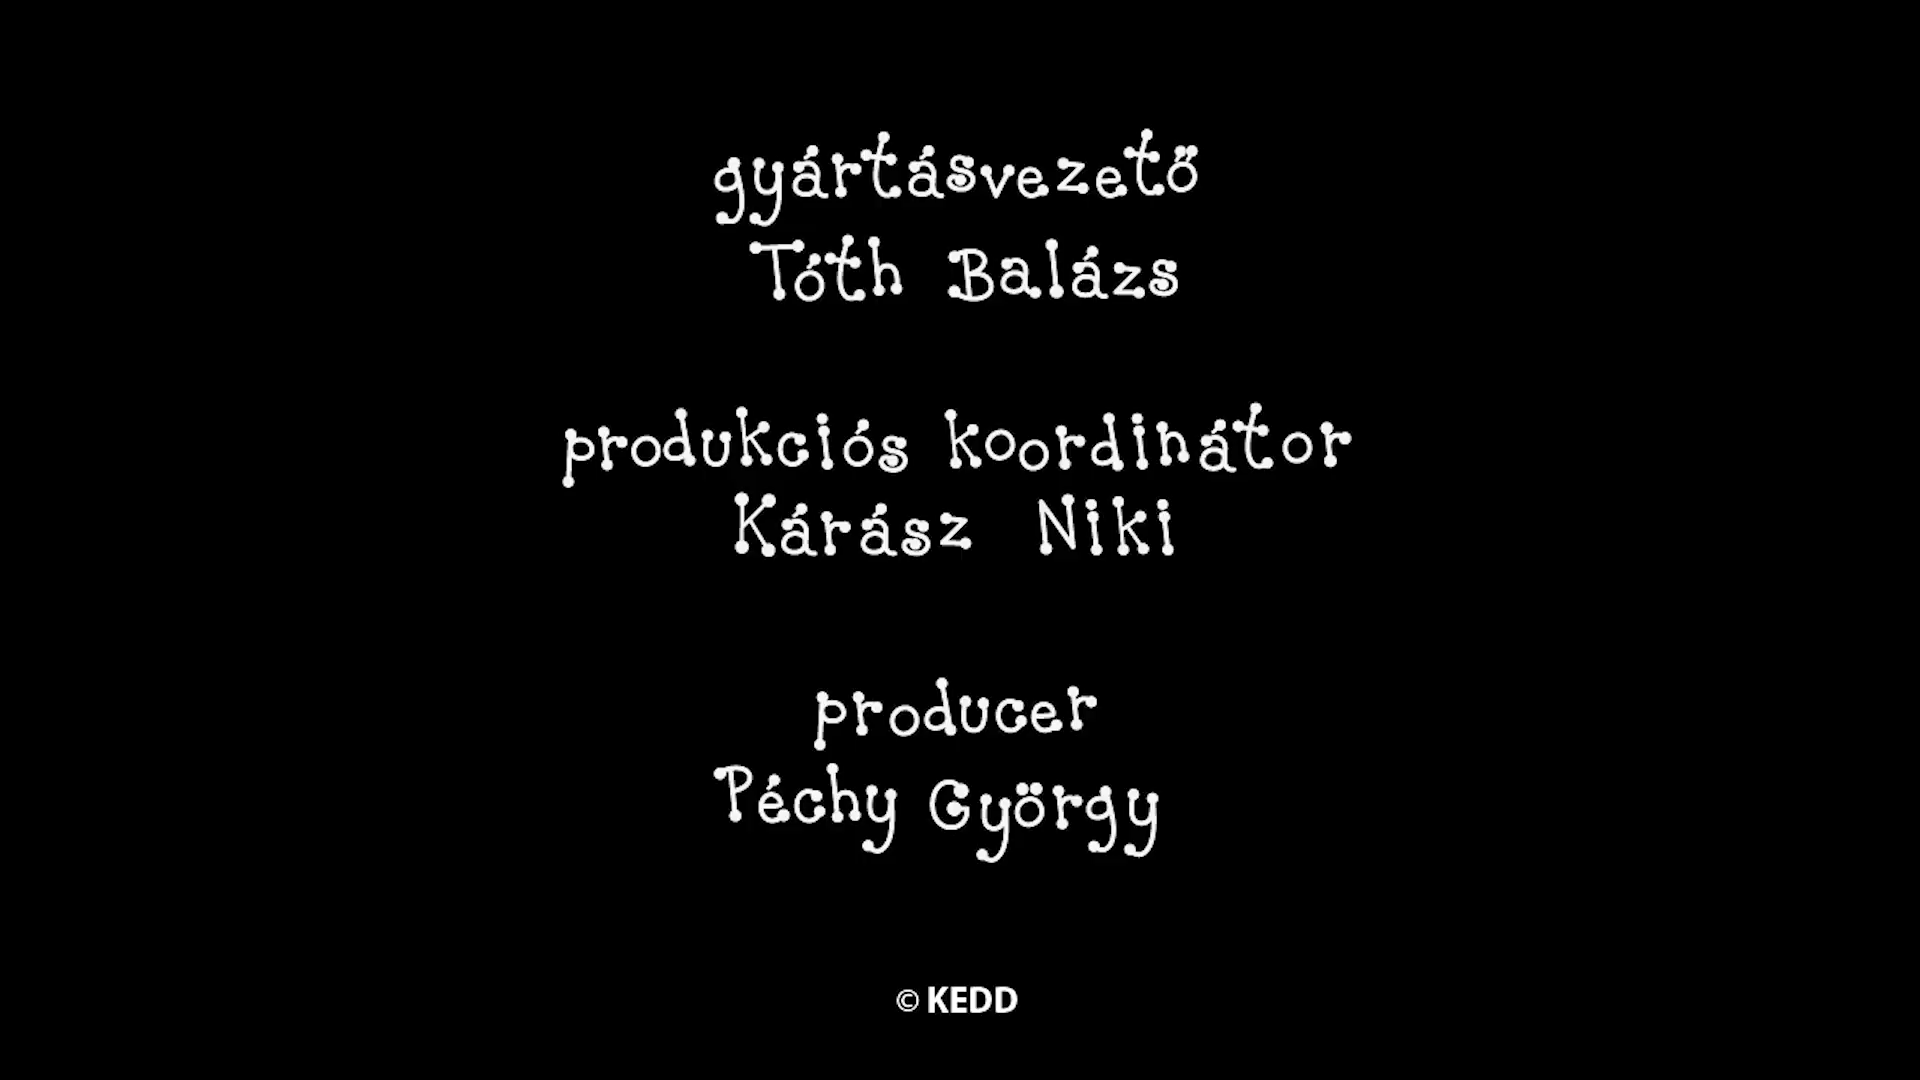 gyártásvezető
Tóth Balázs
produkciós koordinátor
Kárász Niki
producer
Péchy György
© KEDD